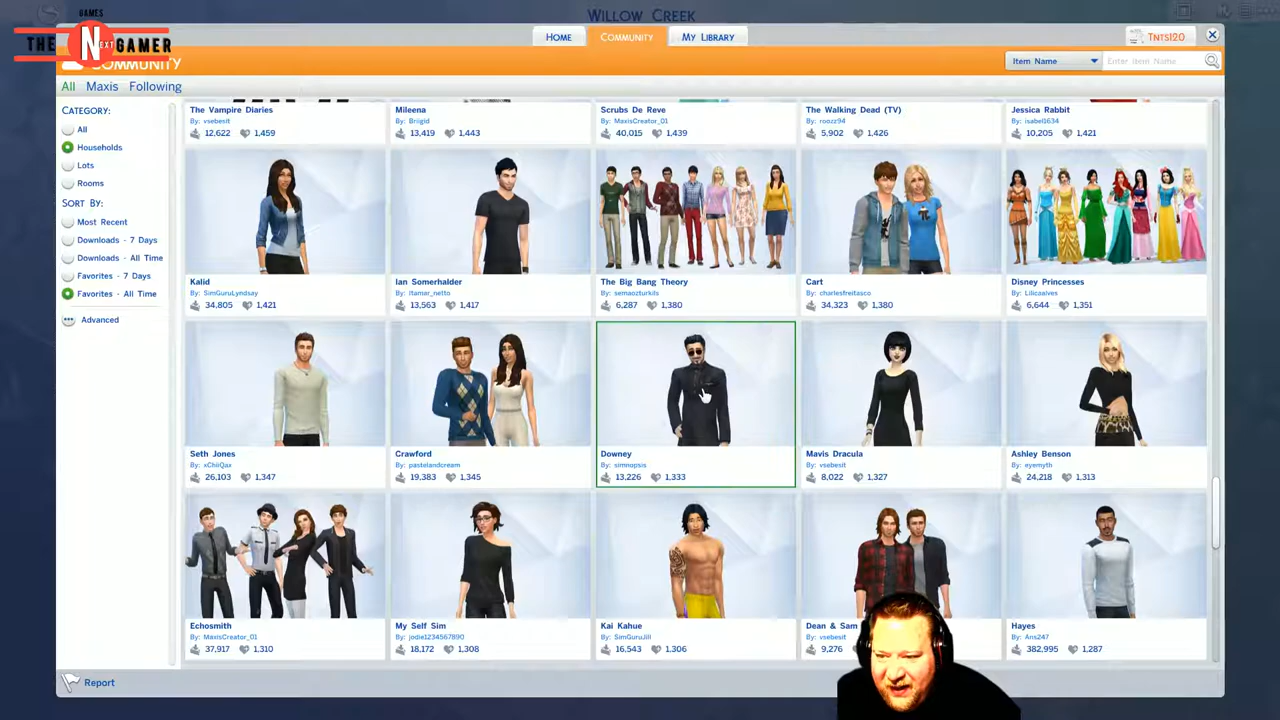 WILLOW CREEK
GAMES
THE NEXT GAMER
HOME
COMMUNITY
MY LIBRARY
TNTS120
COMMUNITY
Item Name
Enter Item Name
All
Maxis
Following
CATEGORY:
All
Households
Lots
Rooms
SORT BY:
Most Recent
Downloads - 7 Days
Downloads - All Time
Favorites - 7 Days
Favorites - All Time
Advanced
The Vampire Diaries
By: vsebesit
12,622 1,459
Mileena
By: Briigid
13,419 1,443
Scrubs De Reve
By: MaxisCreator_01
40,015 1,439
The Walking Dead (TV)
By: roozz94
5,902 1,426
Jessica Rabbit
By: isabel1634
10,205 1,421
Kalid
By: SimGuruLyndsay
34,805 1,421
Ian Somerhalder
By: itamar_netto
13,563 1,417
The Big Bang Theory
By: semaozturkils
6,287 1,380
Cart
By: charlesfreitasco
34,323 1,380
Disney Princesses
By: Lilicaalves
6,644 1,351
Seth Jones
By: xChiiQax
26,103 1,347
Crawford
By: pastelandcream
19,383 1,345
Downey
By: simnopsis
13,226 1,333
Mavis Dracula
By: vsebesit
8,022 1,327
Ashley Benson
By: eyemyth
24,218 1,313
Echosmith
By: MaxisCreator_01
37,917 1,310
My Self Sim
By: jodie1234567890
18,172 1,308
Kai Kahue
By: SimGuruJill
16,543 1,306
Dean & Sam
By: vsebesit
9,276
Hayes
By: Ans247
382,995 1,287
Report